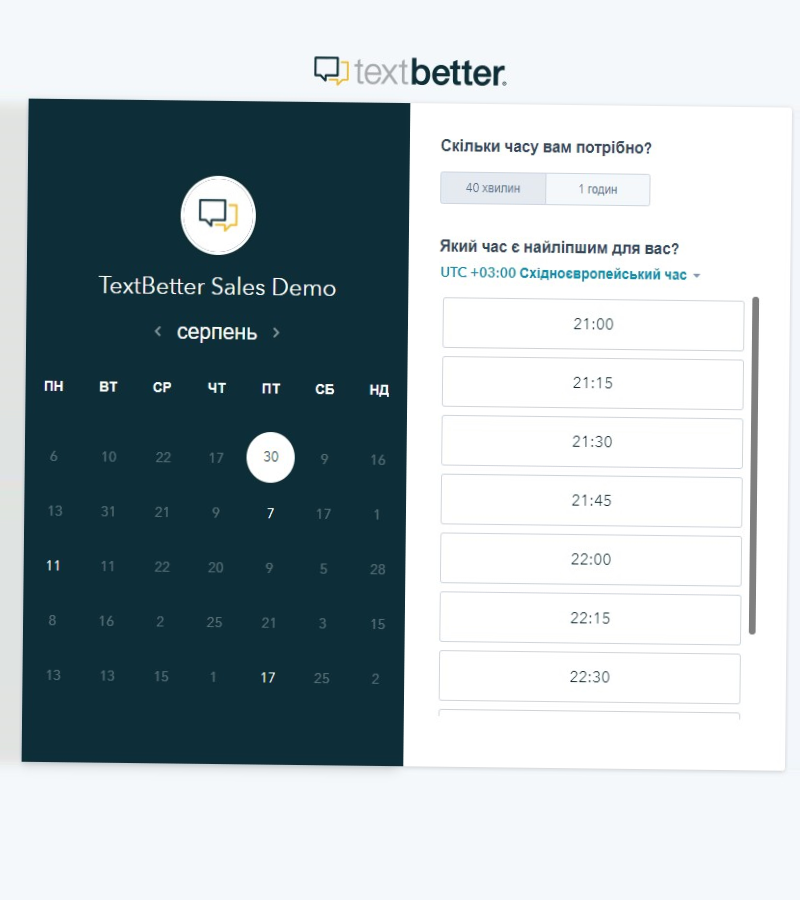 textbetter
TextBetter Sales Demo
серпень
ПН ВТ СР ЧТ ПТ СБ НД
6 10 22 17 30 9 16
13 31 21 9 7 17 1
11 11 22 20 9 5 28
8 16 2 25 21 3 15
13 13 15 1 17 25 2
Скільки часу вам потрібно?
40 хвилин 1 годин
Який час є найліпшим для вас?
UTC +03:00 Східноєвропейський час
21:00
21:15
21:30
21:45
22:00
22:15
22:30